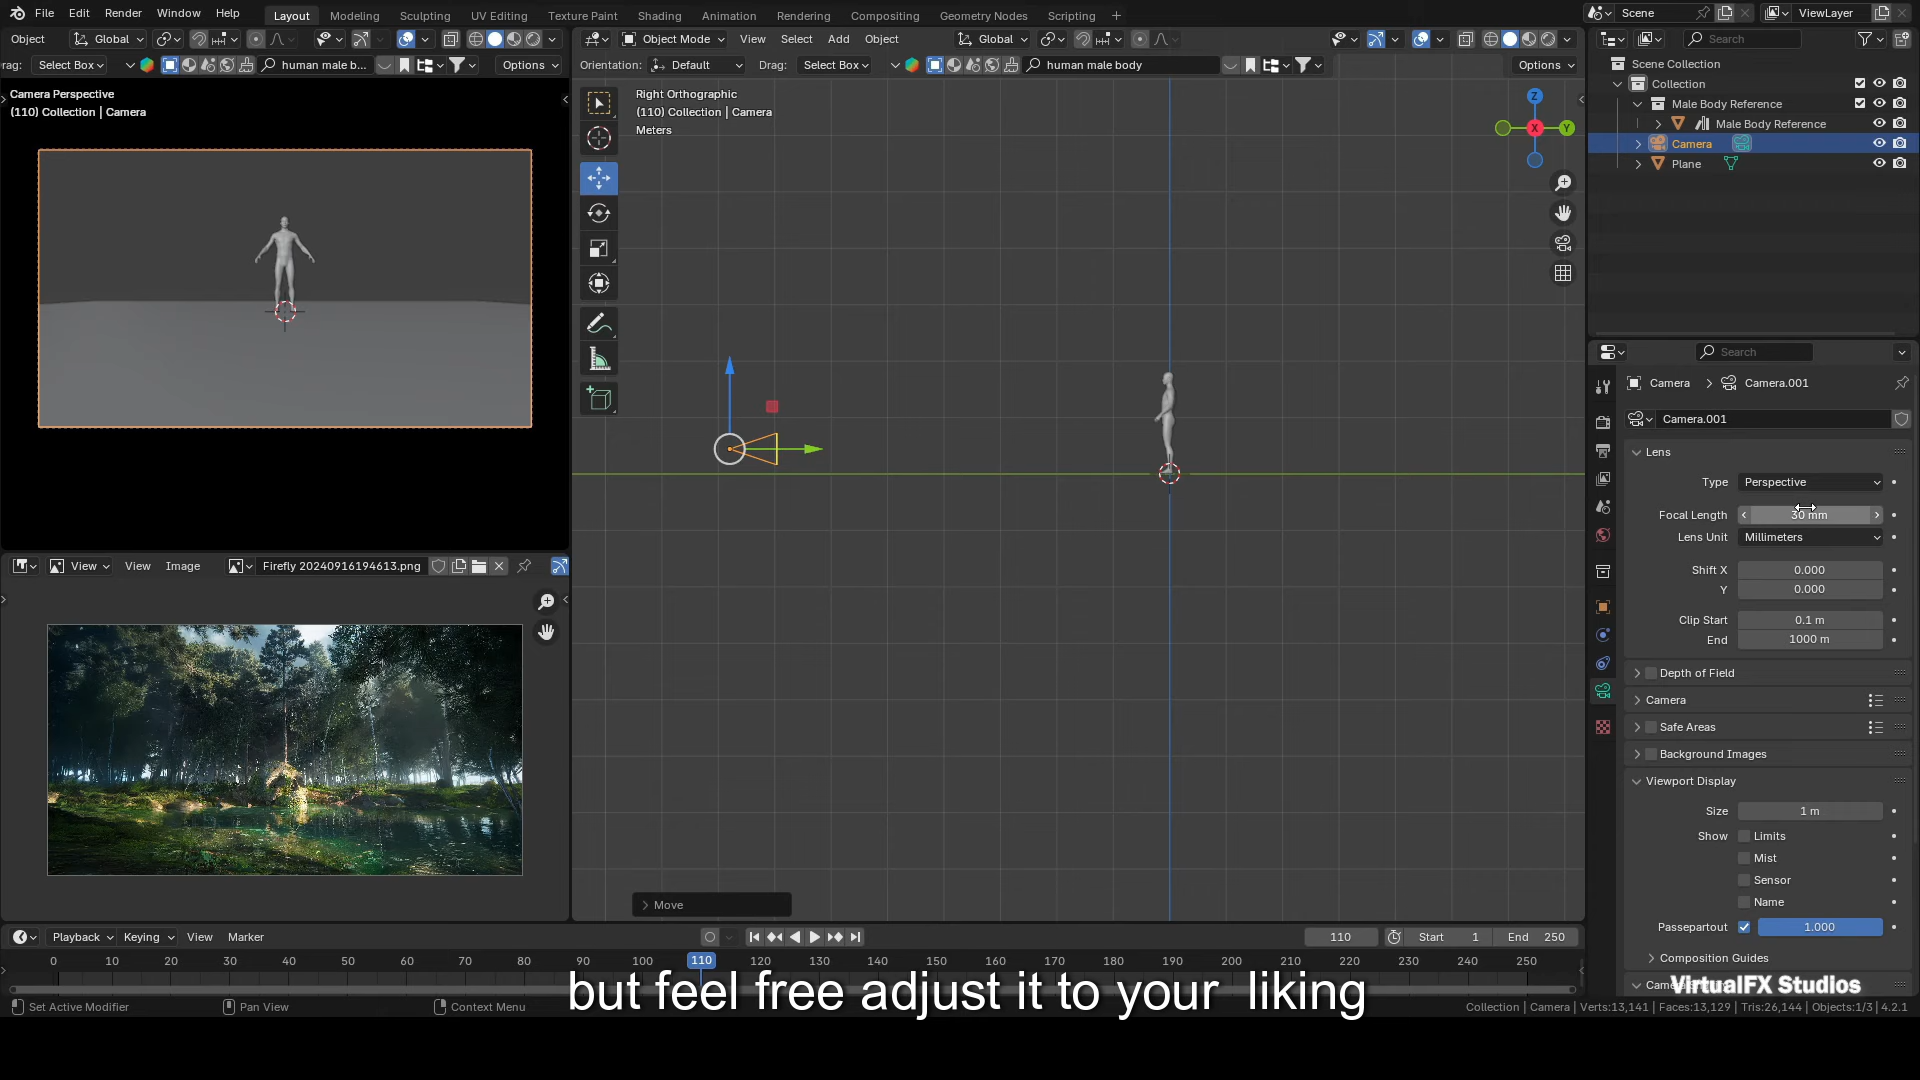 File Edit Render Window Help
Layout Modeling Sculpting UV Editing Texture Paint Shading Animation Rendering Compositing Geometry Nodes Scripting +
Scene ViewLayer
Object Global
Object Mode View Select Add Object Global
Search
rag: Select Box human male b... Options
Orientation: Default Drag: Select Box human male body Options
Scene Collection
Collection
Male Body Reference
Male Body Reference
Camera
Plane
Camera Perspective
(110) Collection | Camera
Right Orthographic
(110) Collection | Camera
Meters
Z
X
Y
Search
Camera > Camera.001
Camera.001
Lens
Type Perspective
Focal Length 30 mm
Lens Unit Millimeters
Shift X 0.000
Y 0.000
Clip Start 0.1 m
End 1000 m
Depth of Field
Camera
Safe Areas
Background Images
Viewport Display
Size 1 m
Show Limits
Mist
Sensor
Name
Passepartout 1.000
Composition Guides
View View Image Firefly 20240916194613.png
Move
Playback Keying View Marker
110 Start 1 End 250
0 10 20 30 40 50 60 70 80 90 100 110 120 130 140 150 160 170 180 190 200 210 220 230 240 250
but feel free adjust it to your liking
VirtualFX Studios
Set Active Modifier Pan View Context Menu
Collection | Camera | Verts:13,141 | Faces:13,129 | Tris:26,144 | Objects:1/3 | 4.2.1